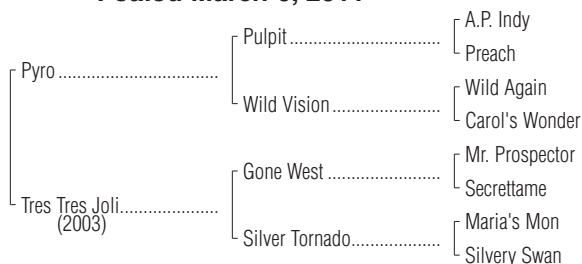 Foaled March
A.P. Indy
Pulpit
Preach
Pyro
Wild Again
Wild Vision
Carol's Wonder
Mr. Prospector
Gone West
Secrettame
Tres Tres Joli
(2003)
Maria's Mon
Silver Tornado
Silvery Swan